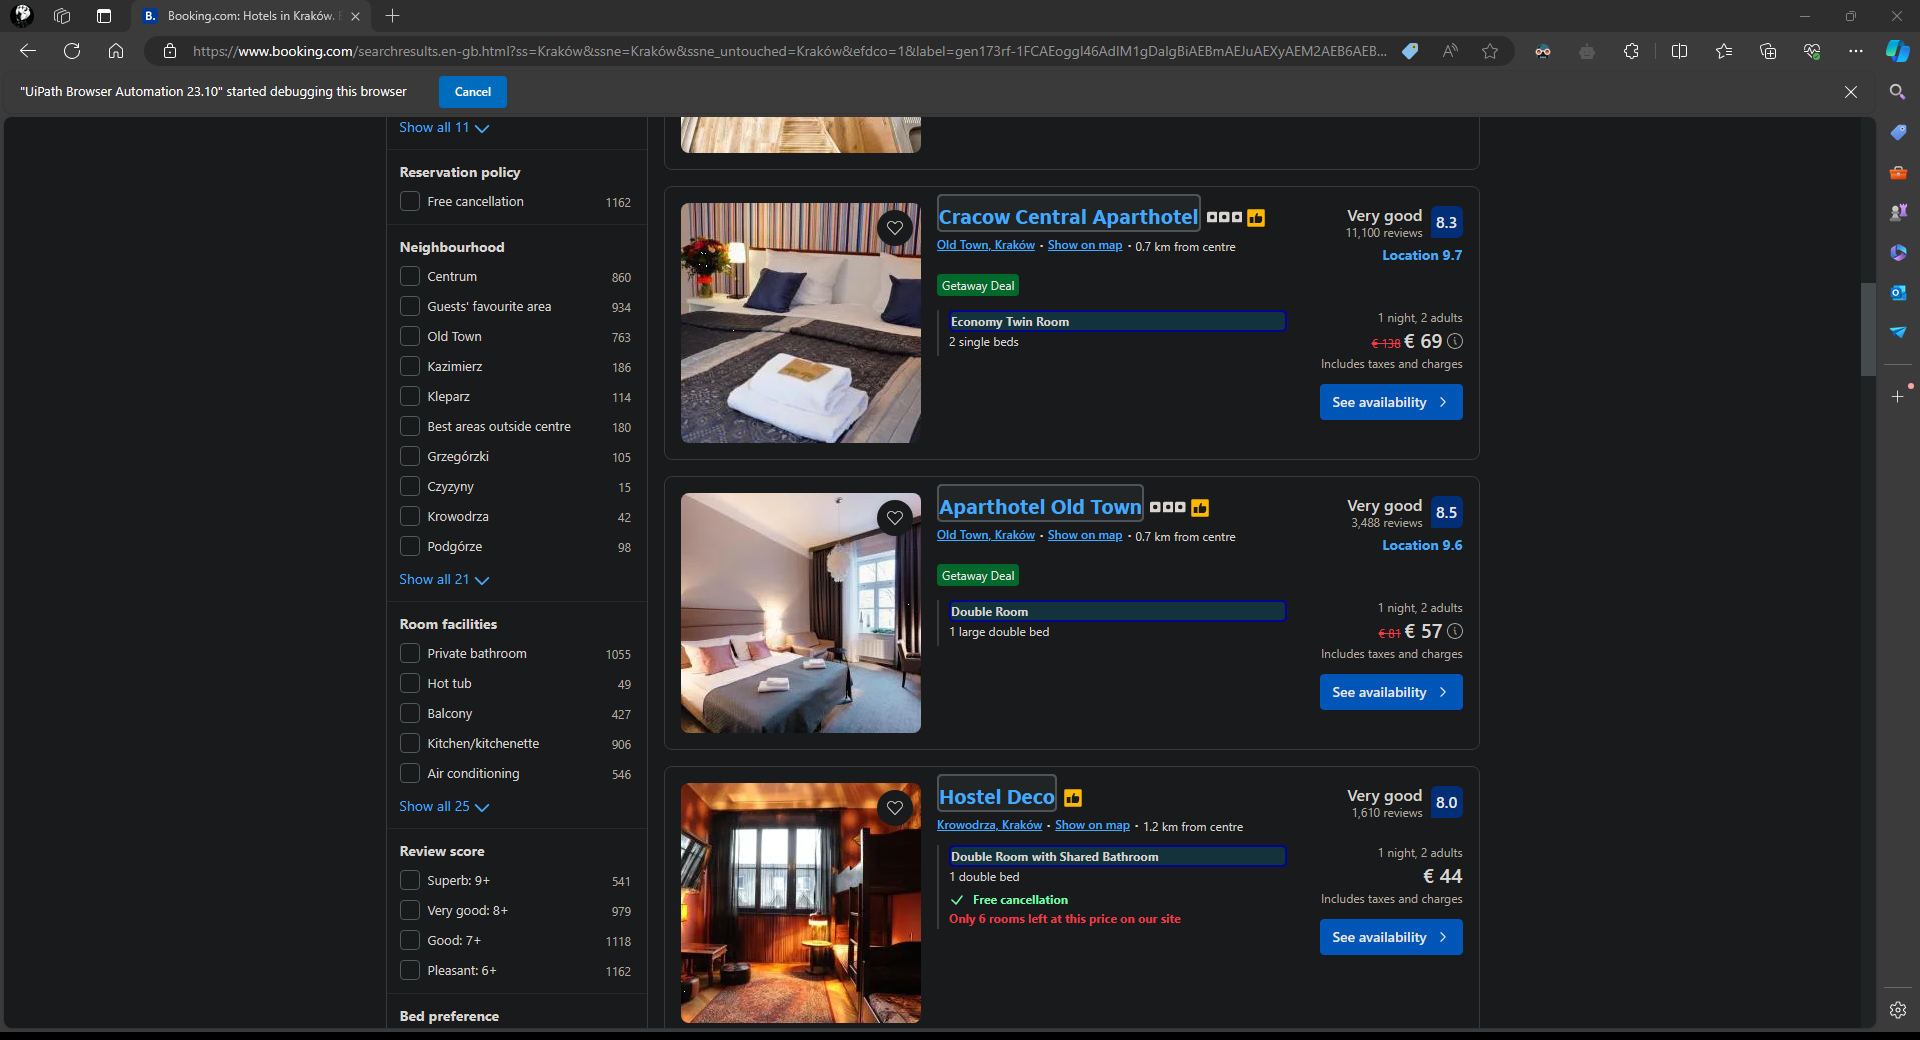 Booking.com: Hotels in Kraków.
https://www.booking.com/searchresults.en-gb.html?ss=Kraków&ssne=Kraków&ssne_untouched=Kraków&efdco=1&label=gen173rf-1FCAEoggI46AdIM1gDalgBiAEBmAEJuAEXyAEM2AEB6AEB...
"UiPath Browser Automation 23.10" started debugging this browser
Cancel
Show all 11
Reservation policy
Free cancellation 1162
Neighbourhood
Centrum 860
Guests' favourite area 934
Old Town 763
Kazimierz 186
Kleparz 114
Best areas outside centre 180
Grzegórzki 105
Czyzyny 15
Krowodrza 42
Podgórze 98
Show all 21
Room facilities
Private bathroom 1055
Hot tub 49
Balcony 427
Kitchen/kitchenette 906
Air conditioning 546
Show all 25
Review score
Superb: 9+ 541
Very good: 8+ 979
Good: 7+ 1118
Pleasant: 6+ 1162
Bed preference
Cracow Central Aparthotel
Old Town, Kraków • Show on map • 0.7 km from centre
Getaway Deal
Economy Twin Room
2 single beds
Very good 8.3
11,100 reviews
Location 9.7
1 night, 2 adults
€ 138 € 69
Includes taxes and charges
See availability
Aparthotel Old Town
Old Town, Kraków • Show on map • 0.7 km from centre
Getaway Deal
Double Room
1 large double bed
Very good 8.5
3,488 reviews
Location 9.6
1 night, 2 adults
€ 81 € 57
Includes taxes and charges
See availability
Hostel Deco
Krowodrza, Kraków • Show on map • 1.2 km from centre
Double Room with Shared Bathroom
1 double bed
Free cancellation
Only 6 rooms left at this price on our site
Very good 8.0
1,610 reviews
1 night, 2 adults
€ 44
Includes taxes and charges
See availability